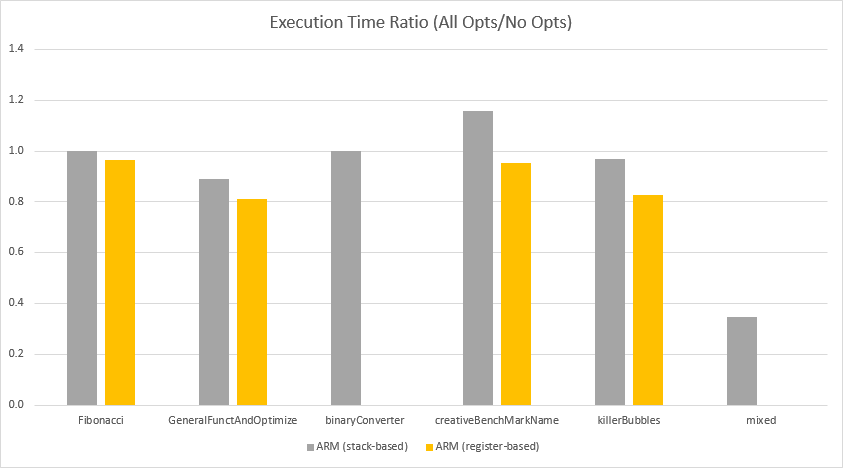 Execution Time Ratio (All Opts/No Opts)
1.4
1.2
1.0
0.8
0.6
0.4
0.2
0.0
Fibonacci GeneralFunctAndOptimize binaryConverter creativeBenchMarkName killerBubbles mixed
ARM (stack-based) ARM (register-based)